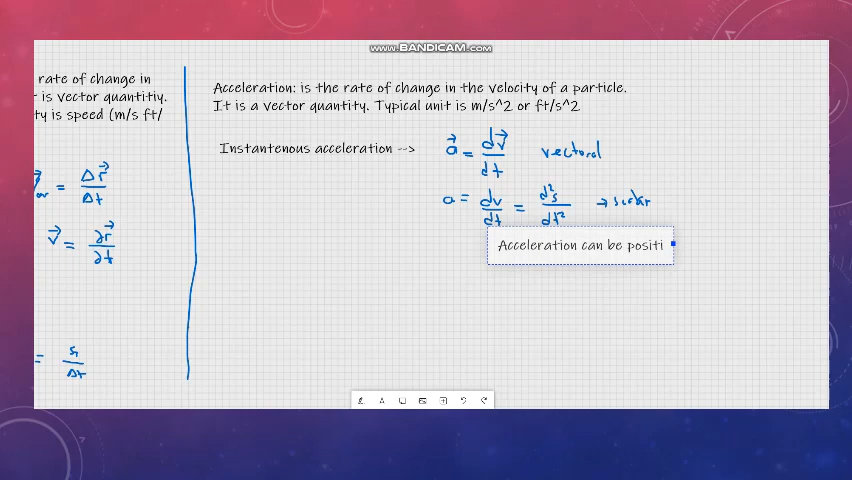 www.BANDICAM.com
rate of change in
t is vector quantitiy.
ty is speed (m/s ft/
= Δr⃗/Δt
v⃗ = ∂r⃗/∂t
= s/Δt
Acceleration: is the rate of change in the velocity of a particle.
It is a vector quantity. Typical unit is m/s^2 or ft/s^2
Instantenous acceleration --> a⃗ = dv⃗/dt vectoral
a = dv/dt = d²s/dt² → scalar
Acceleration can be positi